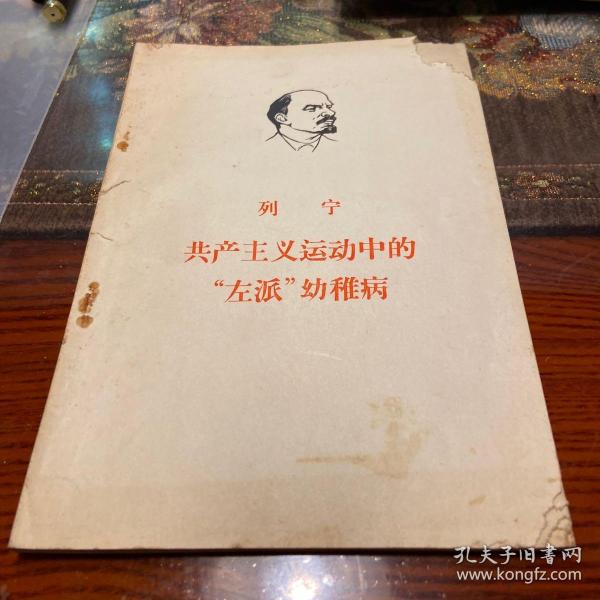 列 宁
共产主义运动中的
“左派”幼稚病
孔夫子旧书网
www.kongfz.com